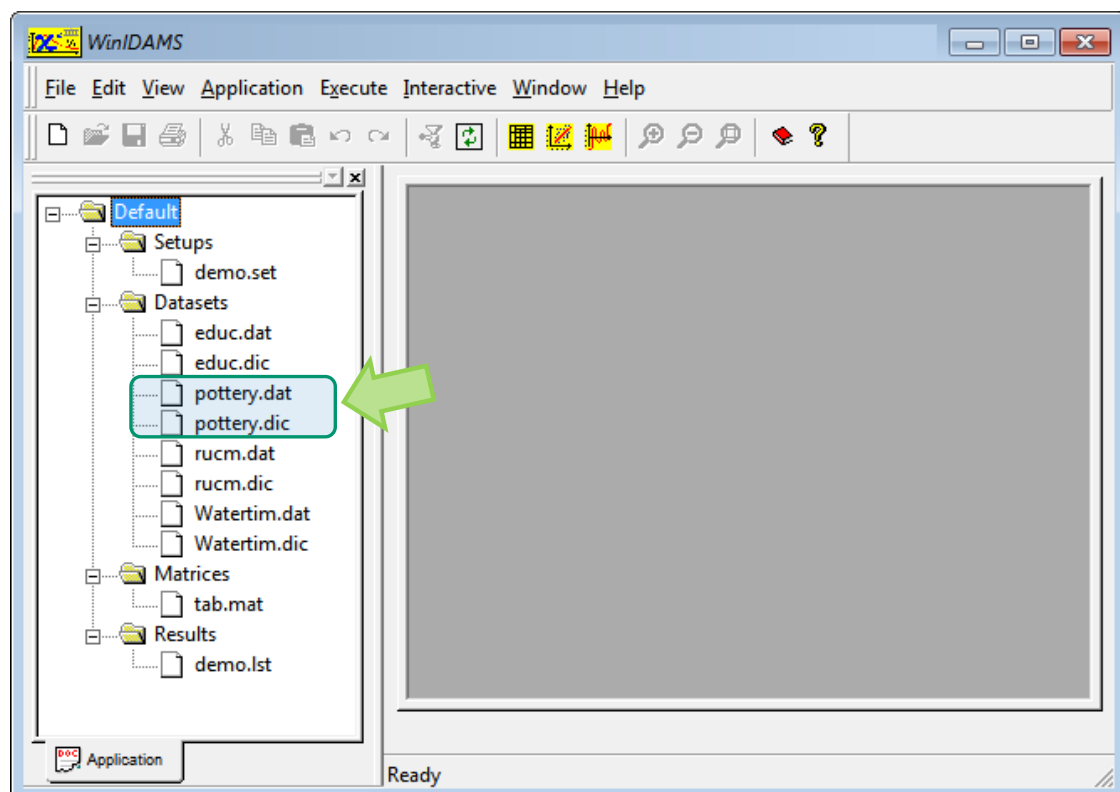 WinIDAMS
File Edit View Application Execute Interactive Window Help
Default
Setups
demo.set
Datasets
educ.dat
educ.dic
pottery.dat
pottery.dic
rucm.dat
rucm.dic
Watertim.dat
Watertim.dic
Matrices
tab.mat
Results
demo.lst
DOC Application
Ready